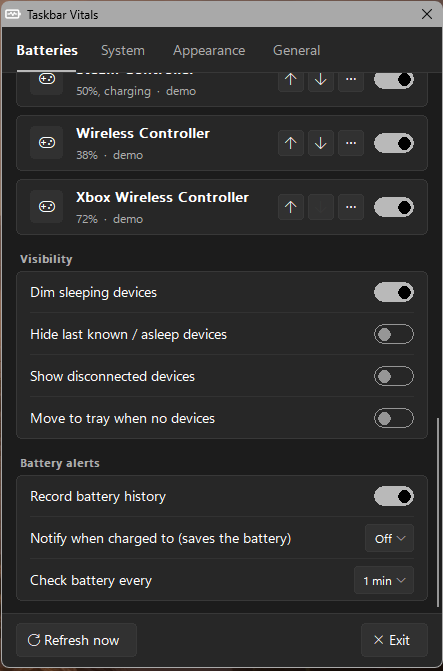 Taskbar Vitals
Batteries System Appearance General
Steam Controller
50%, charging · demo
Wireless Controller
38% · demo
Xbox Wireless Controller
72% · demo
Visibility
Dim sleeping devices
Hide last known / asleep devices
Show disconnected devices
Move to tray when no devices
Battery alerts
Record battery history
Notify when charged to (saves the battery) Off
Check battery every 1 min
Refresh now Exit